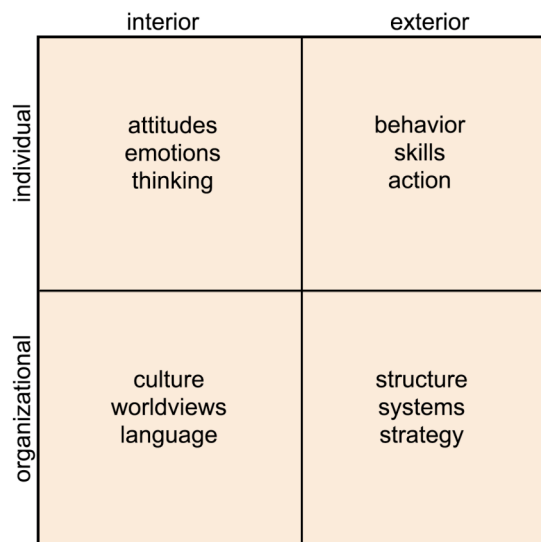 interior
exterior
individual
attitudes
emotions
thinking
behavior
skills
action
organizational
culture
worldviews
language
structure
systems
strategy